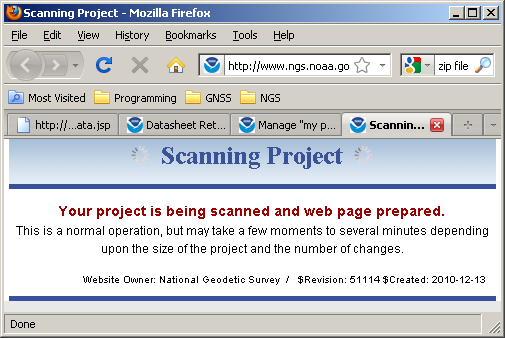 Scanning Project - Mozilla Firefox
File Edit View History Bookmarks Tools Help
http://www.ngs.noaa.go zip file
Most Visited Programming GNSS NGS
http://...ata.jsp Datasheet Ret... Manage "my p... Scannin...
Scanning Project
Your project is being scanned and web page prepared.
This is a normal operation, but may take a few moments to several minutes depending
upon the size of the project and the number of changes.
Website Owner: National Geodetic Survey / $Revision: 51114 $Created: 2010-12-13
Done